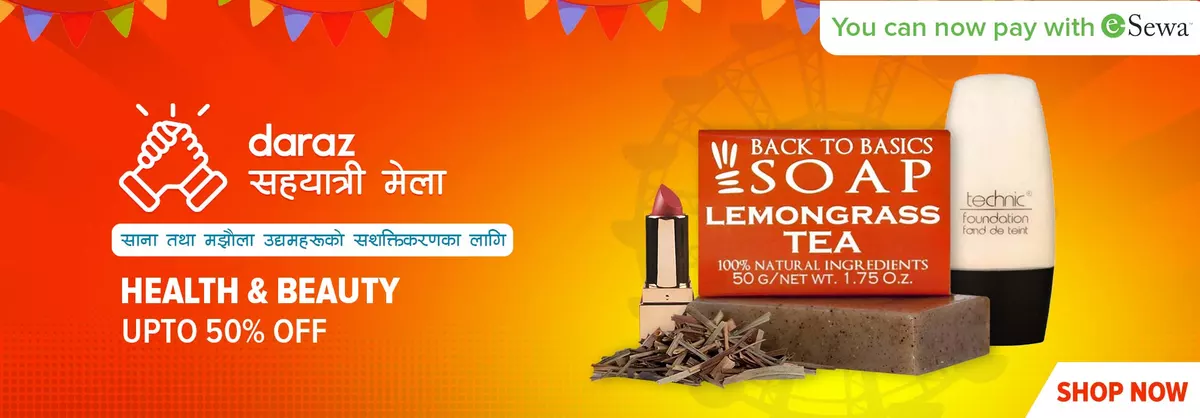 You can now pay with eSewa
daraz
सहयात्री मेला
साना तथा मझौला उद्यमहरूको सशक्तिकरणका लागि
HEALTH & BEAUTY
UPTO 50% OFF
BACK TO BASICS
SOAP
LEMONGRASS
TEA
100% NATURAL INGREDIENTS
50 G/NET WT. 1.75 O.z.
technic®
foundation
fond de teint
SHOP NOW